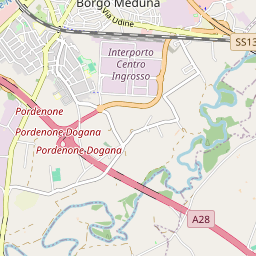 Borgo Meduna
Via Udine
SS13
Interporto
Centro
Ingrosso
Pordenone
Pordenone Dogana
Pordenone Dogana
A28